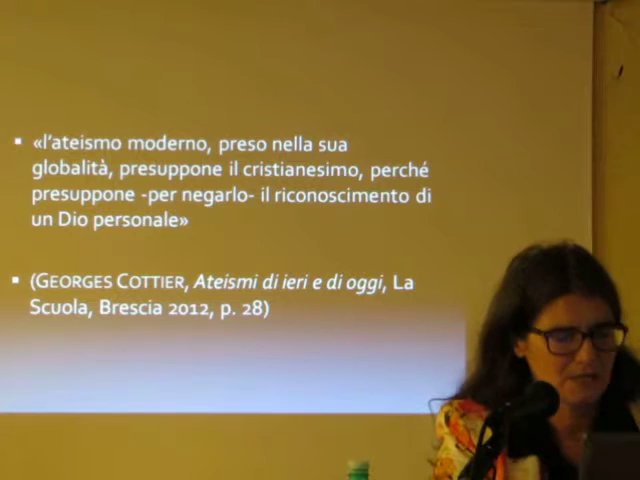 «l'ateismo moderno, preso nella sua
globalità, presuppone il cristianesimo, perché
presuppone -per negarlo- il riconoscimento di
un Dio personale»
(GEORGES COTTIER, Ateismi di ieri e di oggi, La
Scuola, Brescia 2012, p. 28)